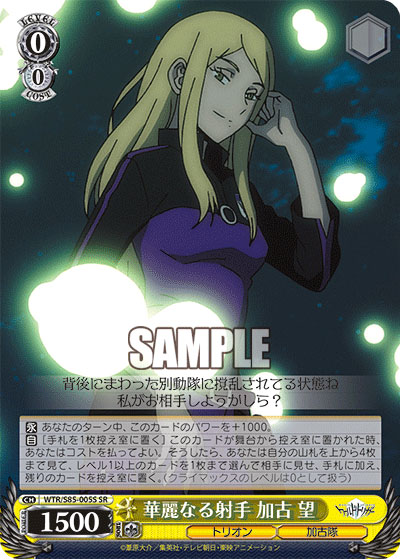 LEVEL
0
0
COST
SAMPLE
背後にまわった別動隊に撹乱されてる状態ね
私がお相手しようかしら?
永 あなたのターン中、このカードのパワーを+1000。
自 [手札を1枚控え室に置く] このカードが舞台から控え室に置かれた時、
あなたはコストを払ってよい。そうしたら、あなたは自分の山札を上から4枚
まで見て、レベル1以上のカードを1枚まで選んで相手に見せ、手札に加え、
残りのカードを控え室に置く。(クライマックスのレベルは0として扱う)
CH WTR/S85-005S SR
1500
華麗なる射手 加古 望
トリオン
加古隊
©葦原大介／集英社・テレビ朝日・東映アニメーション